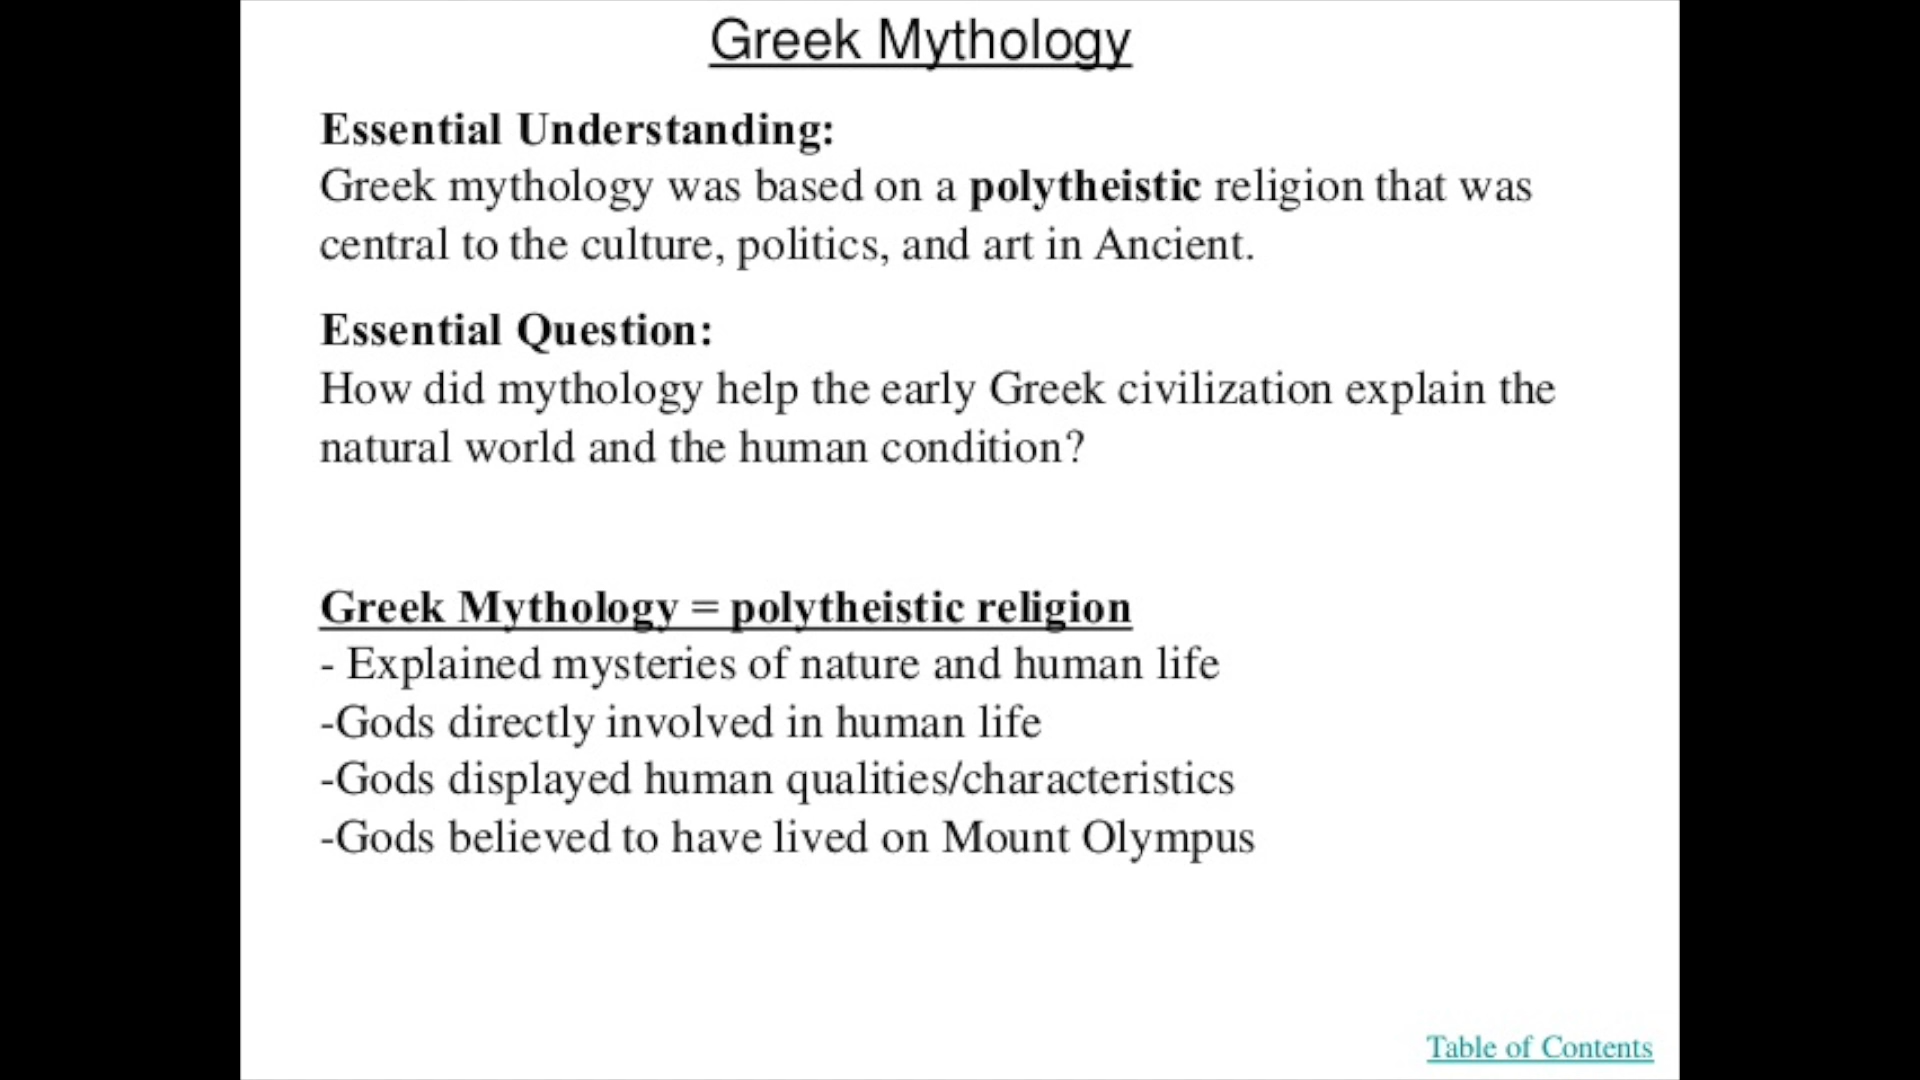 Greek Mythology
Essential Understanding:
Greek mythology was based on a polytheistic religion that was
central to the culture, politics, and art in Ancient.
Essential Question:
How did mythology help the early Greek civilization explain the
natural world and the human condition?
Greek Mythology = polytheistic religion
- Explained mysteries of nature and human life
-Gods directly involved in human life
-Gods displayed human qualities/characteristics
-Gods believed to have lived on Mount Olympus
Table of Contents